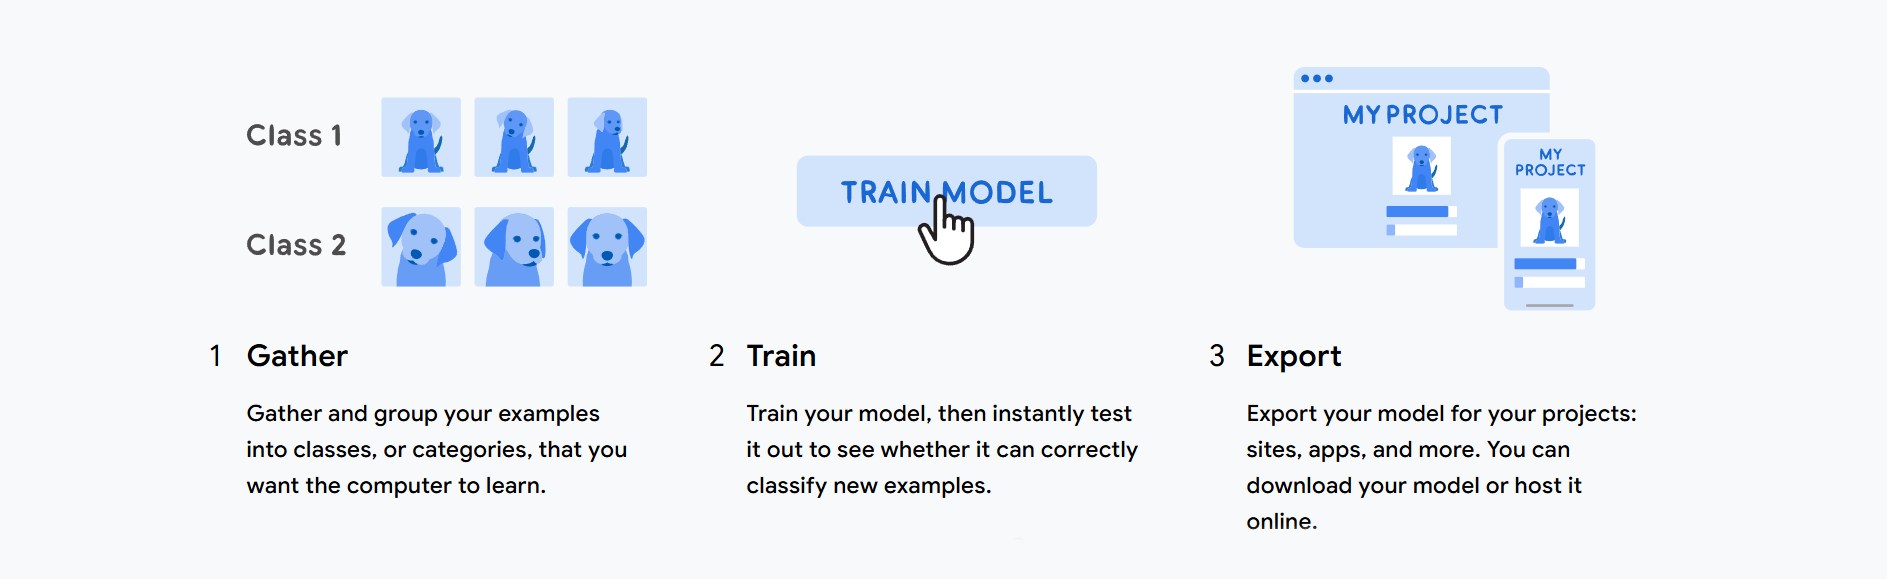 Class 1
Class 2
TRAIN MODEL
MY PROJECT
MY
PROJECT
1 Gather
Gather and group your examples
into classes, or categories, that you
want the computer to learn.
2 Train
Train your model, then instantly test
it out to see whether it can correctly
classify new examples.
3 Export
Export your model for your projects:
sites, apps, and more. You can
download your model or host it
online.